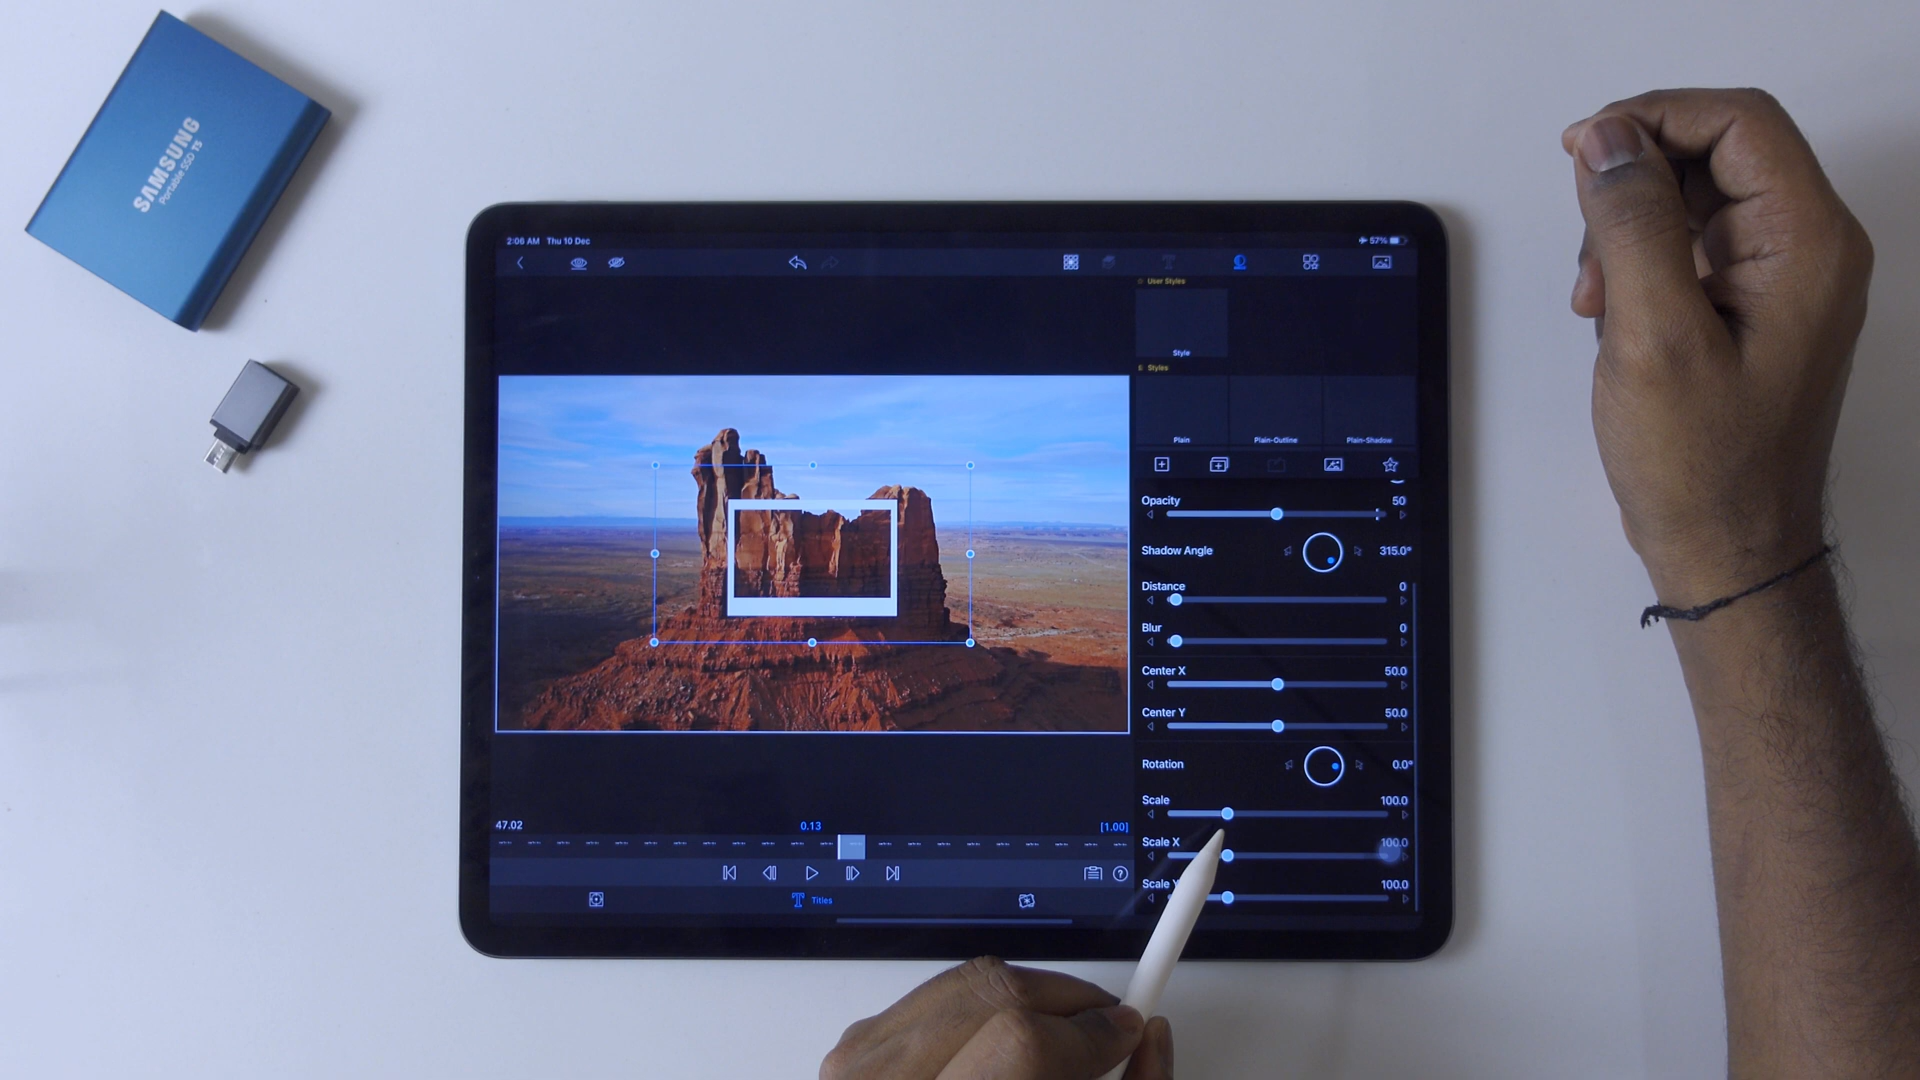 SAMSUNG
Portable SSD T5
2:06 AM Thu 10 Dec
57%
User Styles
Style
Styles
Plain
Plain-Outline
Plain-Shadow
Opacity
50
Shadow Angle
315.0°
Distance
0
Blur
0
Center X
50.0
Center Y
50.0
Rotation
0.0°
Scale
100.0
Scale X
100.0
Scale
100.0
47.02
0.13
[1.00]
Titles